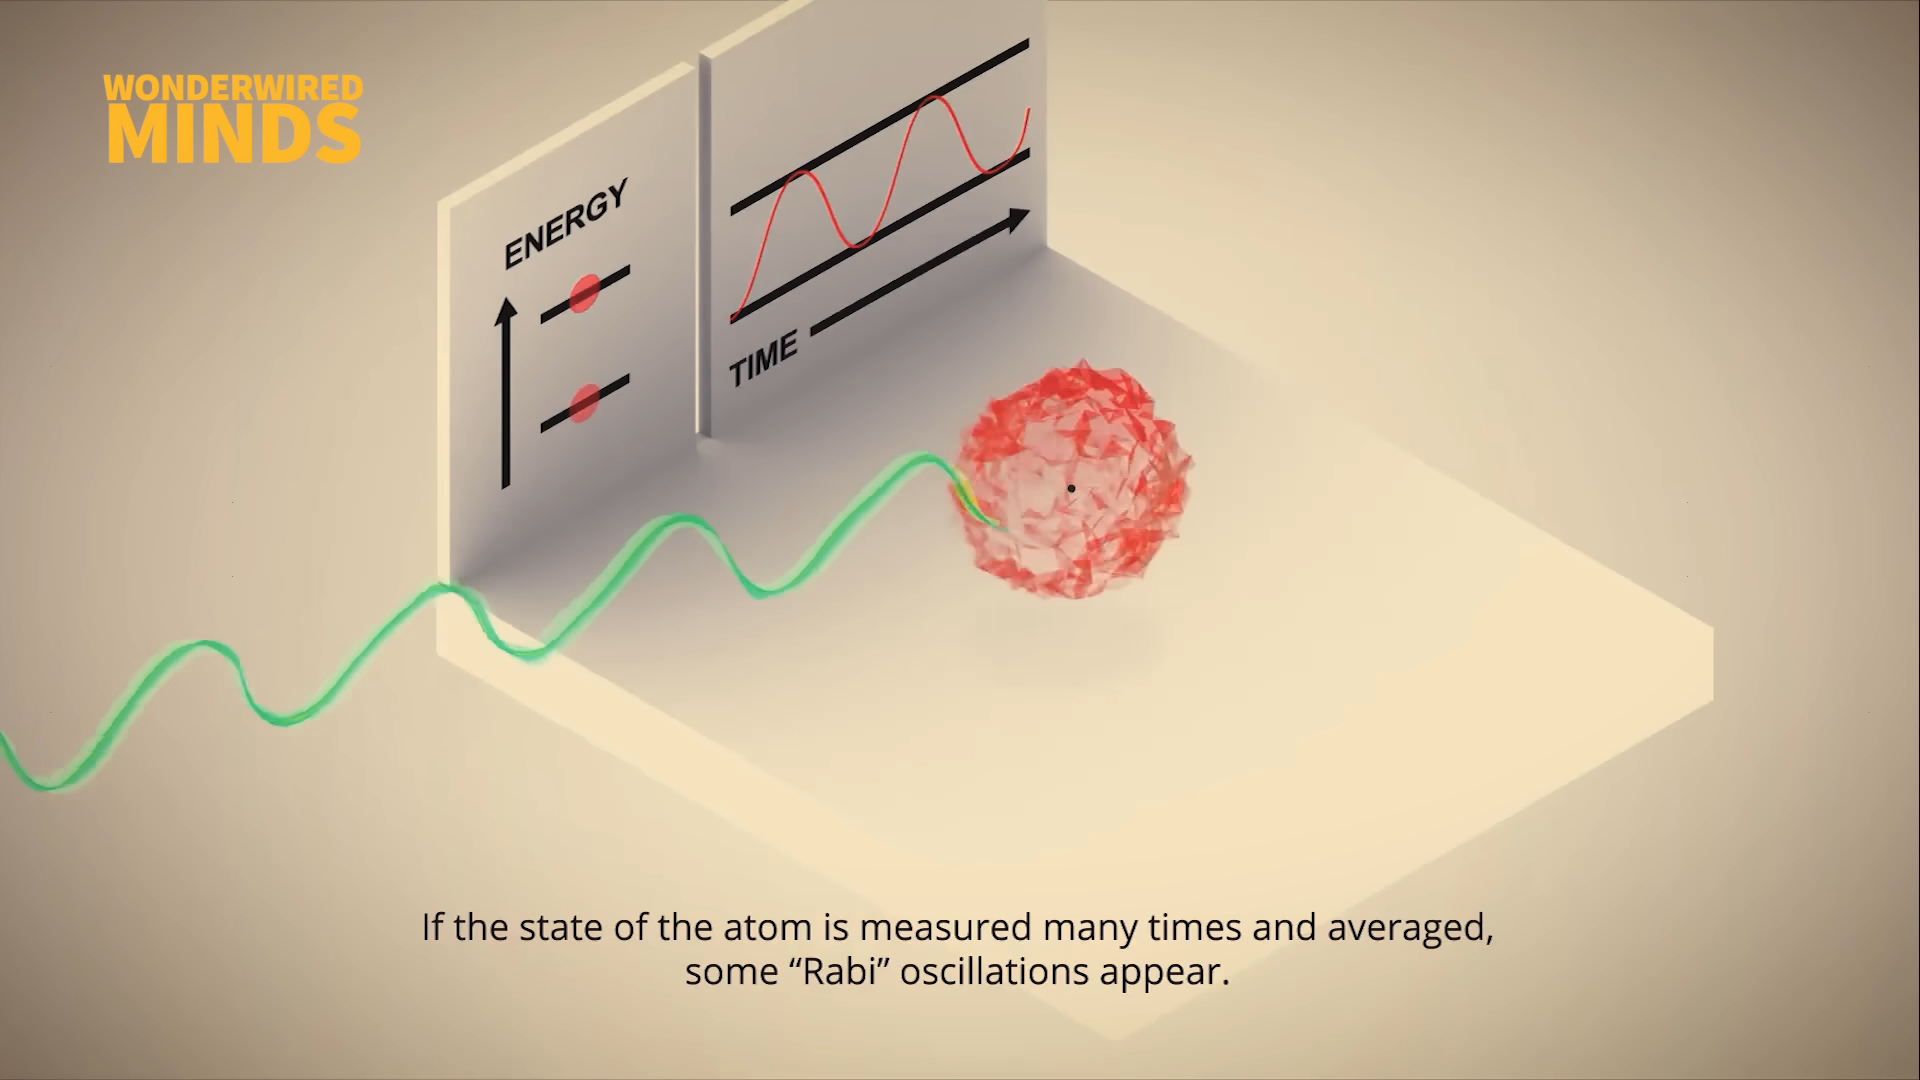 WONDERWIRED
MINDS
ENERGY
TIME
If the state of the atom is measured many times and averaged,
some “Rabi” oscillations appear.